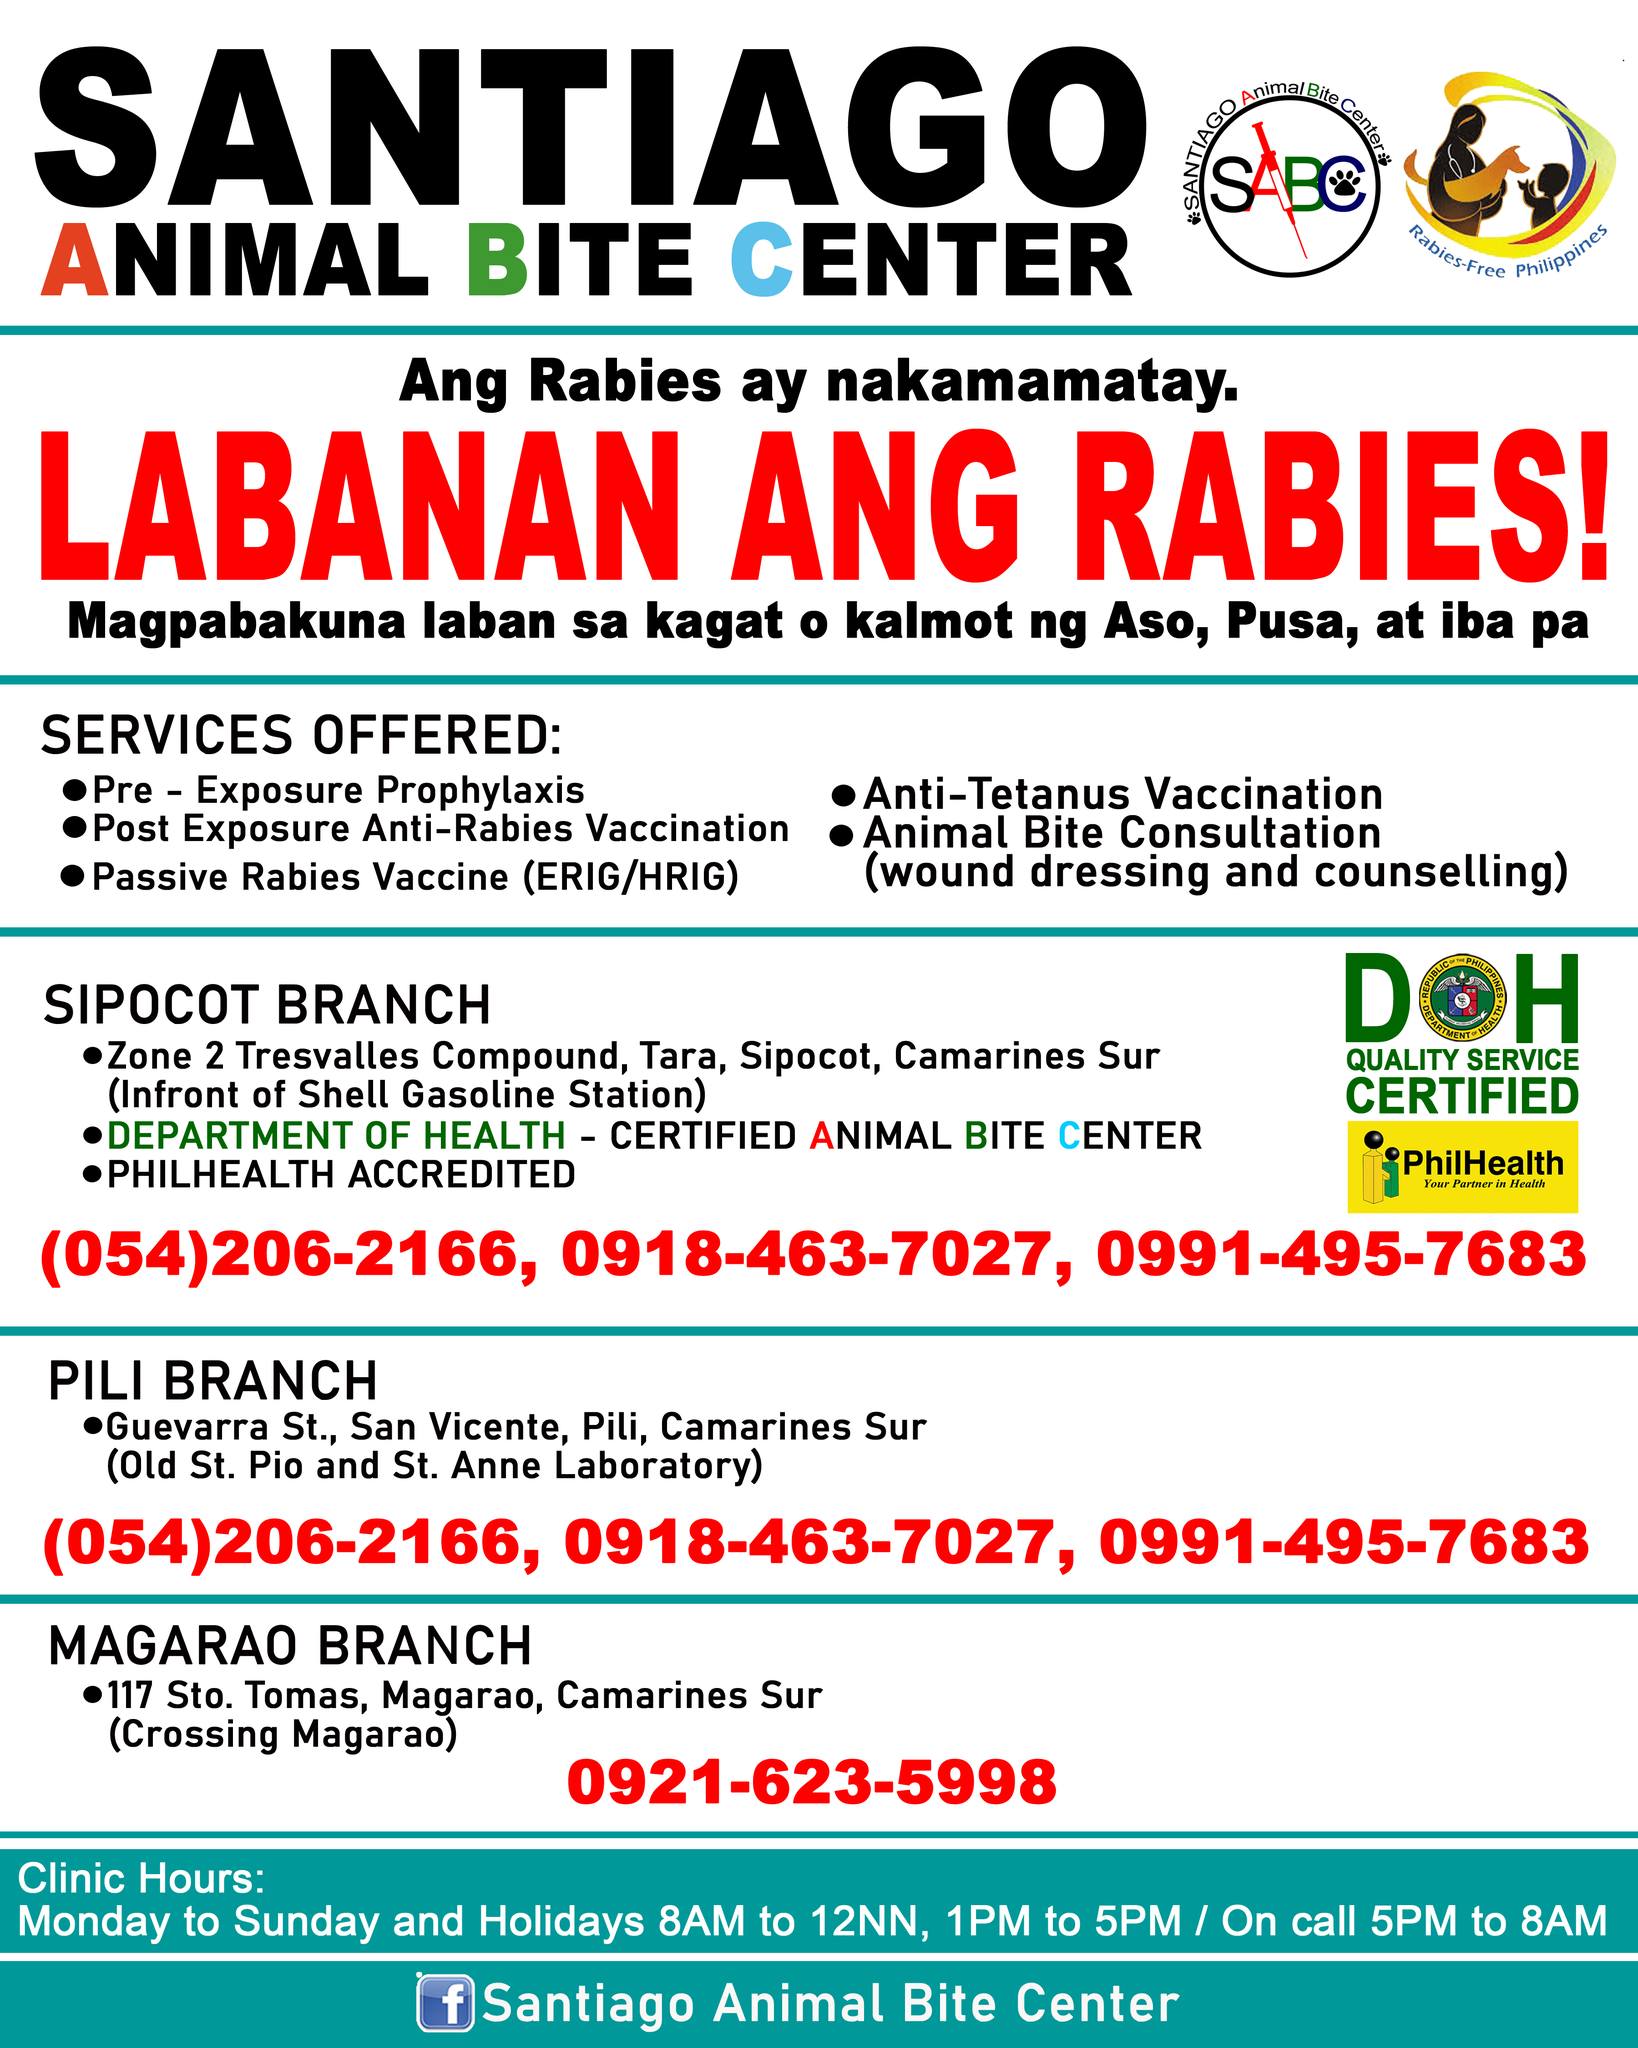 SANTIAGO
ANIMAL BITE CENTER
SANTIAGO Animal Bite Center
SABC
Rabies-Free Philippines
Ang Rabies ay nakamamatay.
LABANAN ANG RABIES!
Magpabakuna laban sa kagat o kalmot ng Aso, Pusa, at iba pa
SERVICES OFFERED:
●Pre - Exposure Prophylaxis
●Post Exposure Anti-Rabies Vaccination
●Passive Rabies Vaccine (ERIG/HRIG)
●Anti-Tetanus Vaccination
●Animal Bite Consultation
(wound dressing and counselling)
SIPOCOT BRANCH
●Zone 2 Tresvalles Compound, Tara, Sipocot, Camarines Sur
(Infront of Shell Gasoline Station)
●DEPARTMENT OF HEALTH - CERTIFIED ANIMAL BITE CENTER
●PHILHEALTH ACCREDITED
DOH
REPUBLIC OF THE PHILIPPINES
DEPARTMENT OF HEALTH
QUALITY SERVICE
CERTIFIED
PhilHealth
Your Partner in Health
(054)206-2166, 0918-463-7027, 0991-495-7683
PILI BRANCH
●Guevarra St., San Vicente, Pili, Camarines Sur
(Old St. Pio and St. Anne Laboratory)
(054)206-2166, 0918-463-7027, 0991-495-7683
MAGARAO BRANCH
●117 Sto. Tomas, Magarao, Camarines Sur
(Crossing Magarao)
0921-623-5998
Clinic Hours:
Monday to Sunday and Holidays 8AM to 12NN, 1PM to 5PM / On call 5PM to 8AM
f Santiago Animal Bite Center